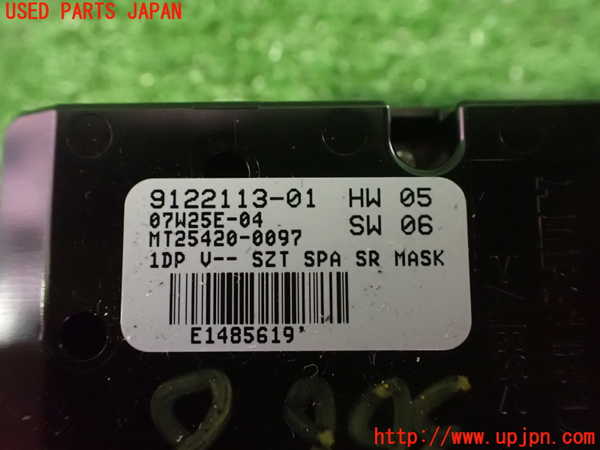 USED PARTS JAPAN
9122113-01 HW 05
07W25E-04 SW 06
MT25420-0097
1DP V-- SZT SPA SR MASK
E1485619
http://www.upjpn.com/